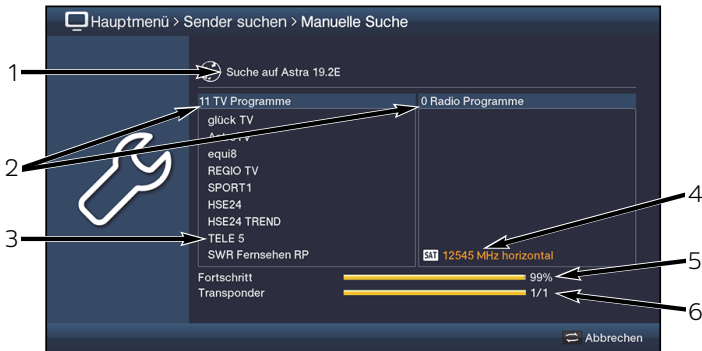 Hauptmenü > Sender suchen > Manuelle Suche
1
Suche auf Astra 19.2E
11 TV Programme
0 Radio Programme
2
glück TV
equi8
REGIO TV
SPORT1
HSE24
HSE24 TREND
3
TELE 5
SWR Fernsehen RP
4
SAT 12545 MHz horizontal
Fortschritt 99%
5
Transponder 1/1
6
Abbrechen